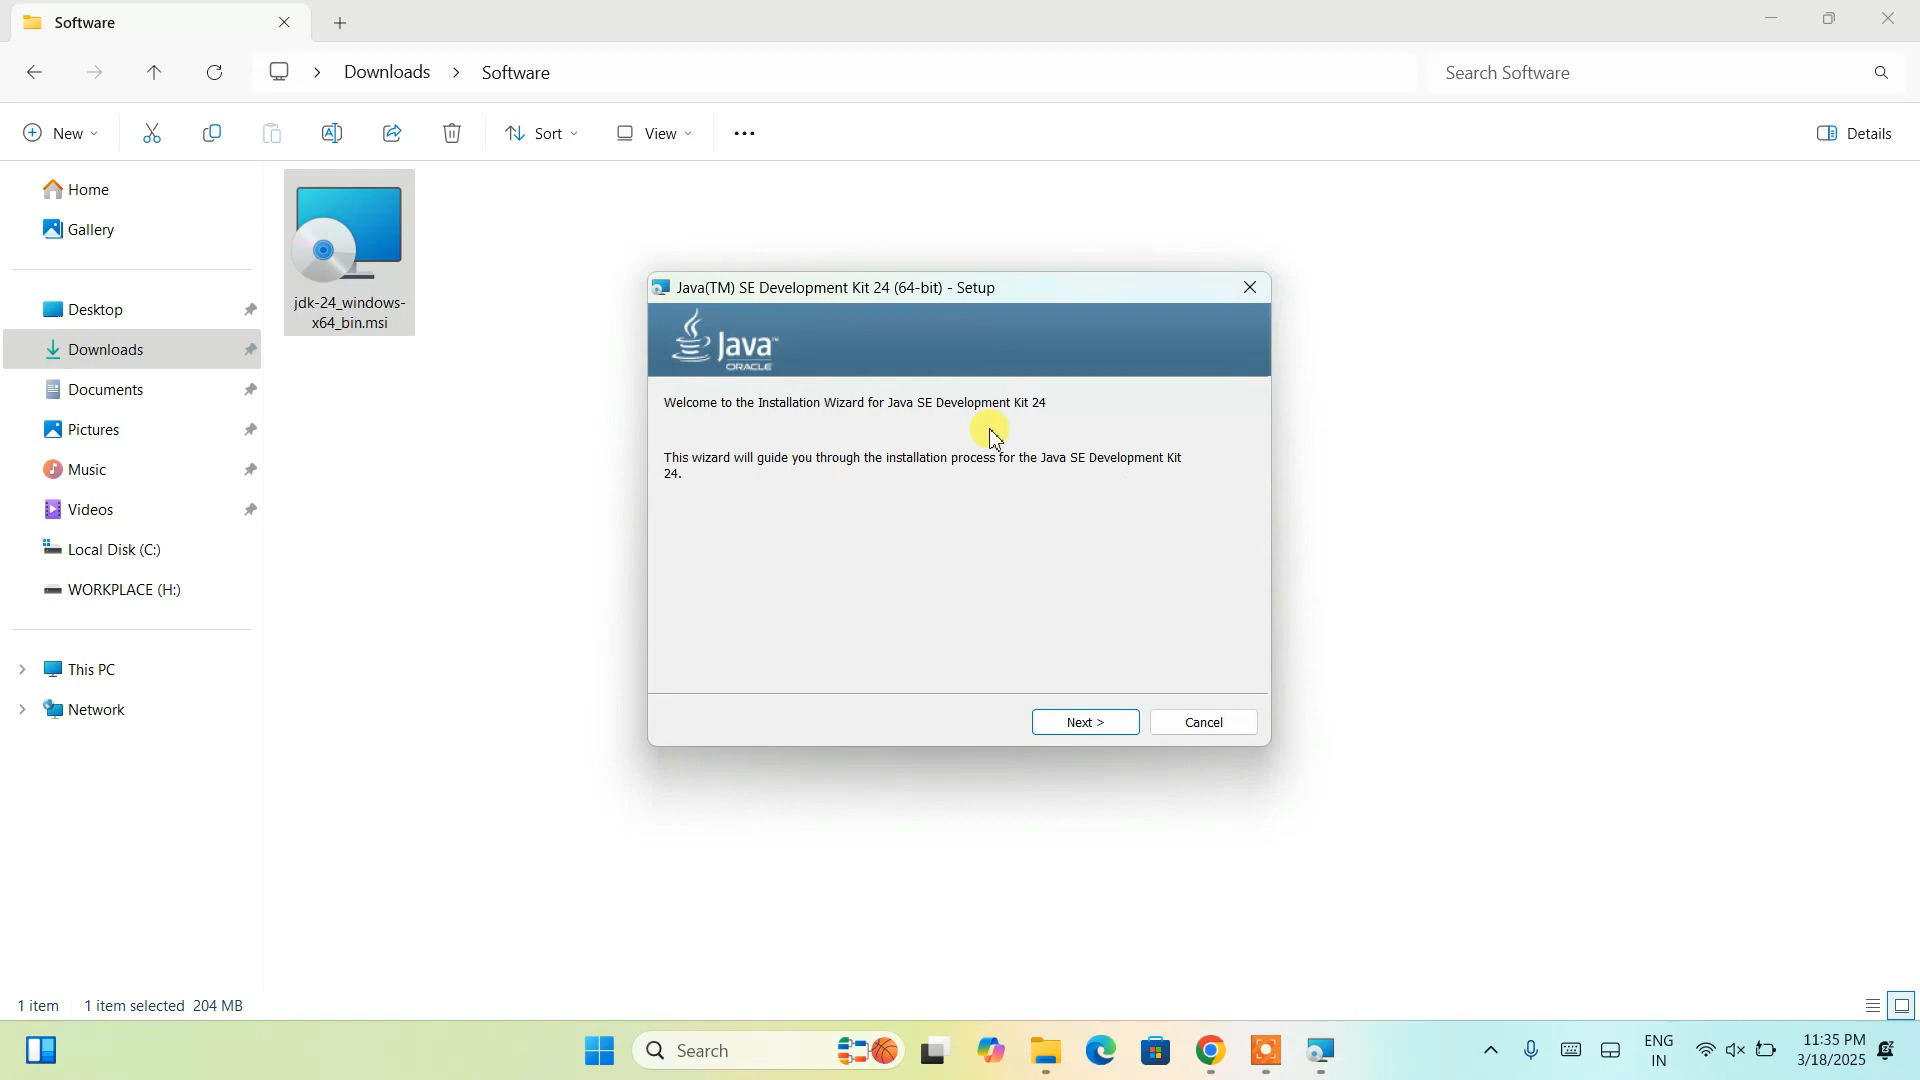 Software
Downloads
Software
Search Software
New
Sort
View
Details
Home
Gallery
Desktop
Downloads
Documents
Pictures
Music
Videos
Local Disk (C:)
WORKPLACE (H:)
This PC
Network
jdk-24_windows-
x64_bin.msi
Java(TM) SE Development Kit 24 (64-bit) - Setup
Java™
ORACLE
Welcome to the Installation Wizard for Java SE Development Kit 24
This wizard will guide you through the installation process for the Java SE Development Kit
24.
Next >
Cancel
1 item
1 item selected 204 MB
Search
ENG
IN
11:35 PM
3/18/2025